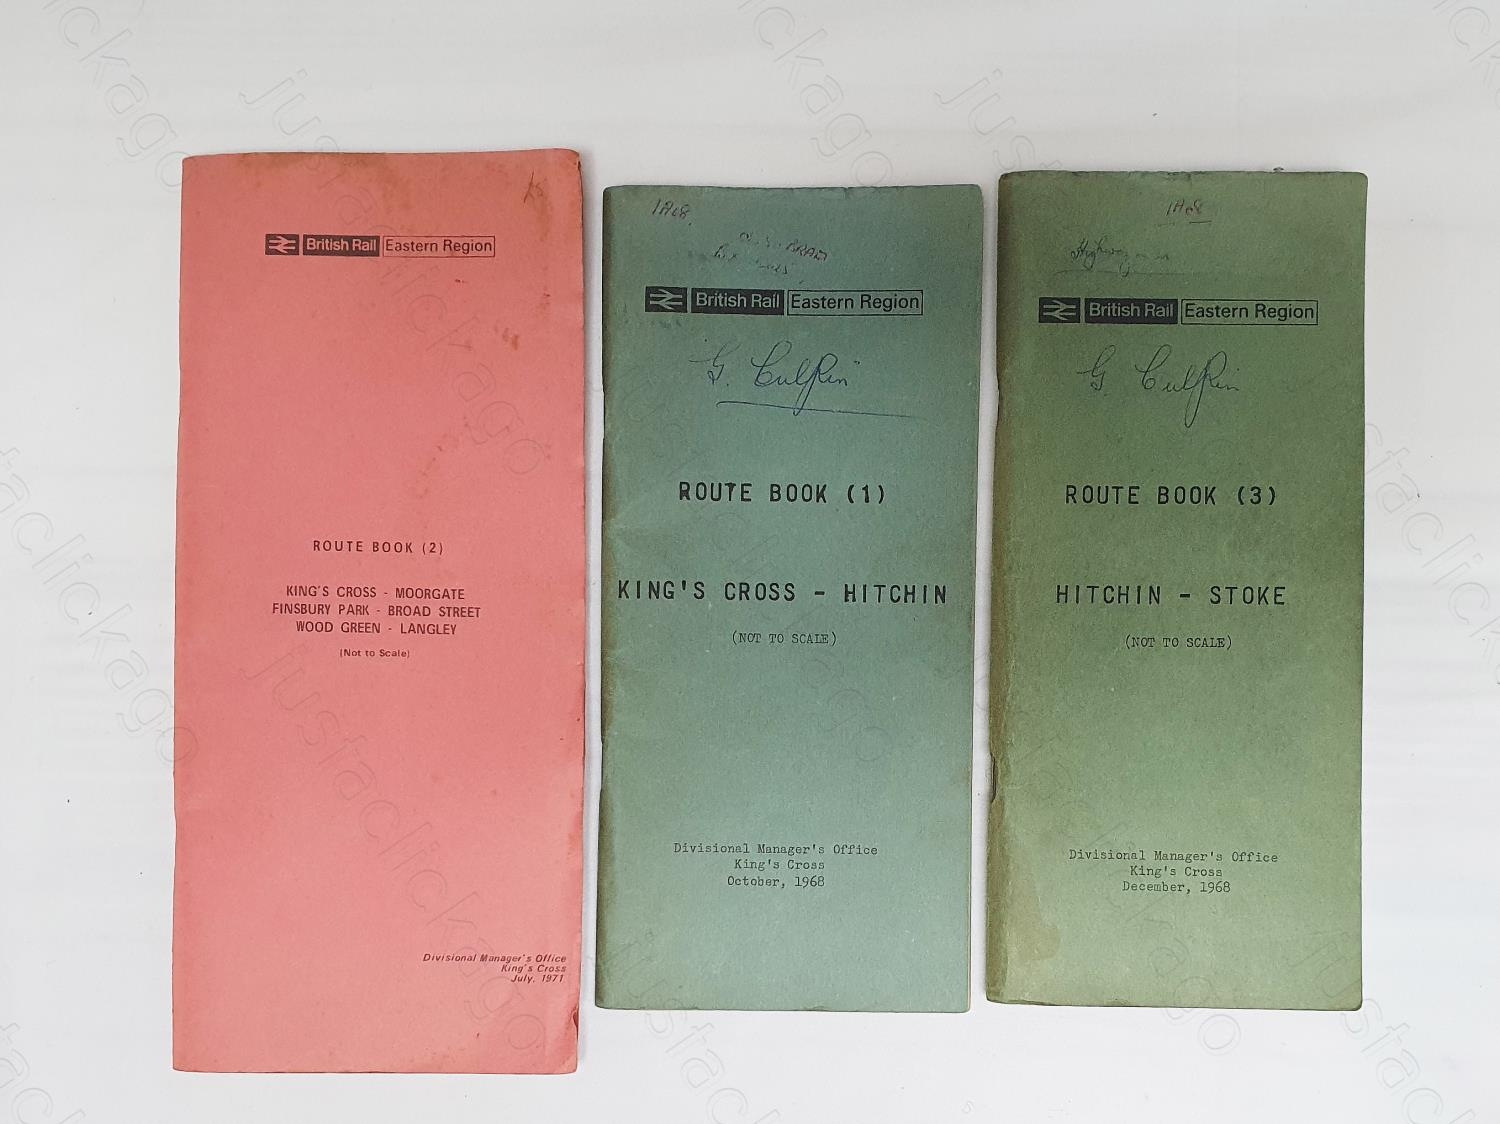 British Rail Eastern Region
ROUTE BOOK (2)
KING'S CROSS - MOORGATE
FINSBURY PARK - BROAD STREET
WOOD GREEN - LANGLEY
(Not to Scale)
Divisional Manager's Office
King's Cross
July, 1971
British Rail Eastern Region
G. Culpin
ROUTE BOOK (1)
KING'S CROSS - HITCHIN
(NOT TO SCALE)
Divisional Manager's Office
King's Cross
October, 1968
British Rail Eastern Region
G Culpin
ROUTE BOOK (3)
HITCHIN - STOKE
(NOT TO SCALE)
Divisional Manager's Office
King's Cross
December, 1968
justaclickago